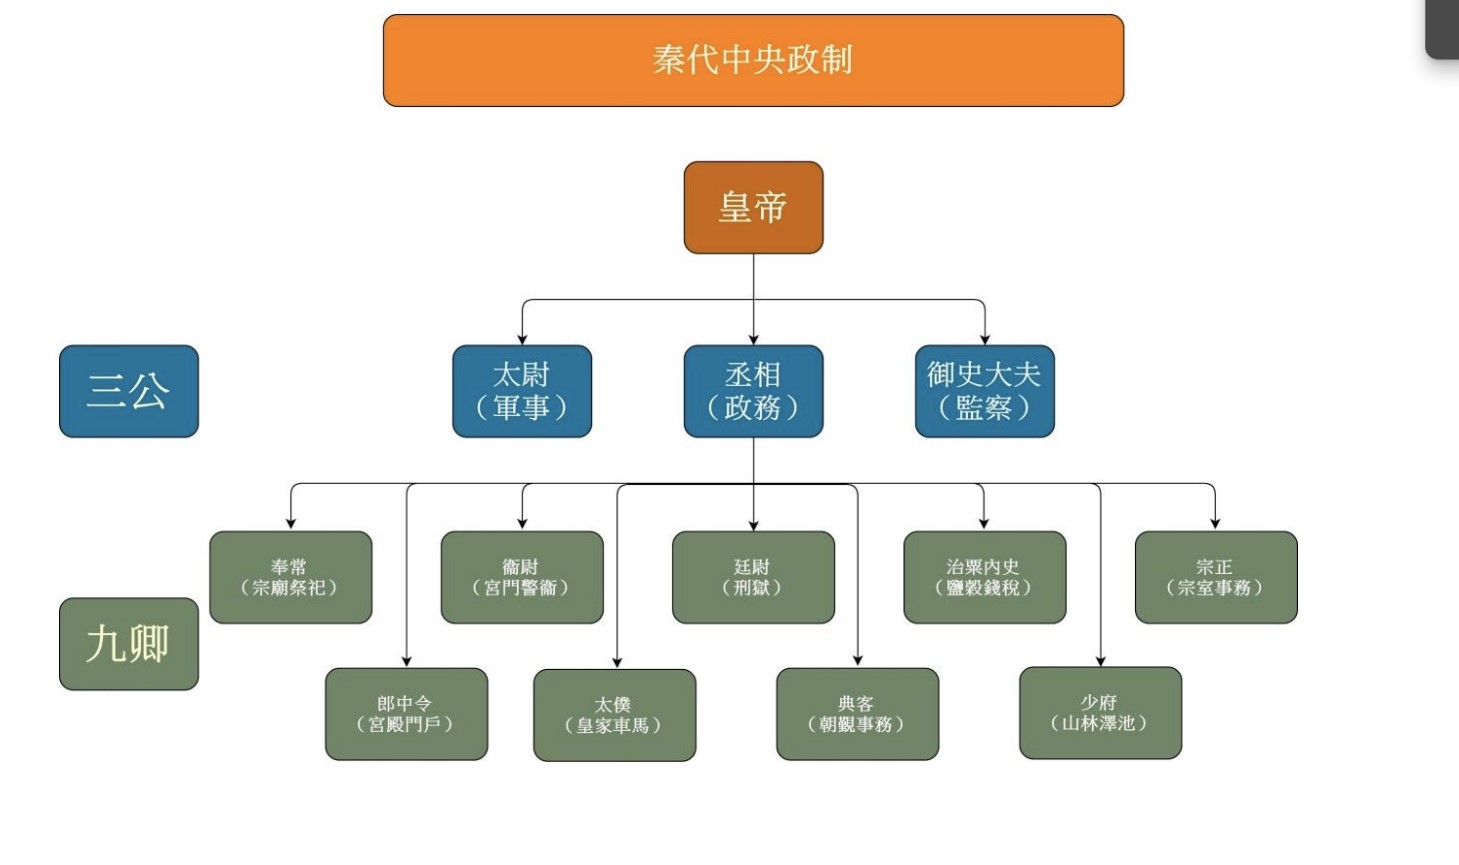 秦代中央政制
皇帝
三公
太尉
（軍事）
丞相
（政務）
御史大夫
（監察）
九卿
奉常
（宗廟祭祀）
衞尉
（宮門警衞）
廷尉
（刑獄）
治粟內史
（鹽穀錢稅）
宗正
（宗室事務）
郎中令
（宮殿門戶）
太僕
（皇家車馬）
典客
（朝覲事務）
少府
（山林澤池）